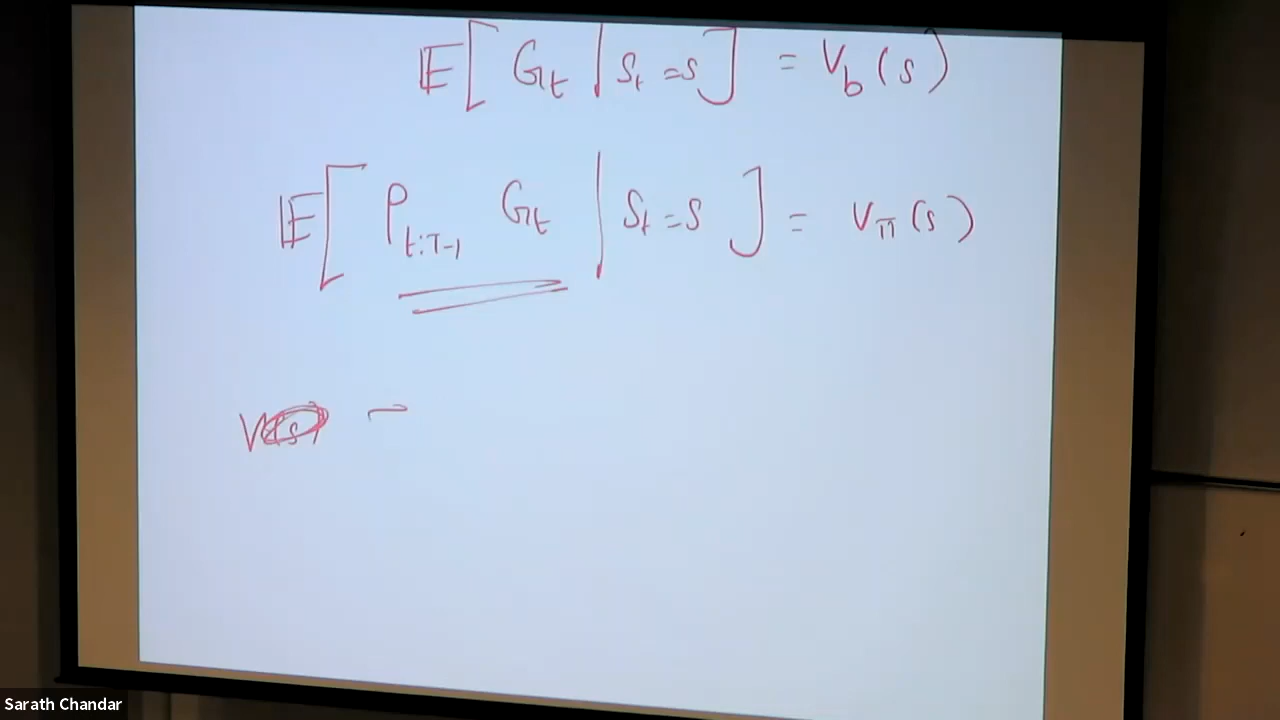 𝔼[ G_t | S_t = s ] = V_b (s)
𝔼[ ρ_{t:T-1} G_t | S_t = s ] = V_π (s)
V(s) =
Sarath Chandar